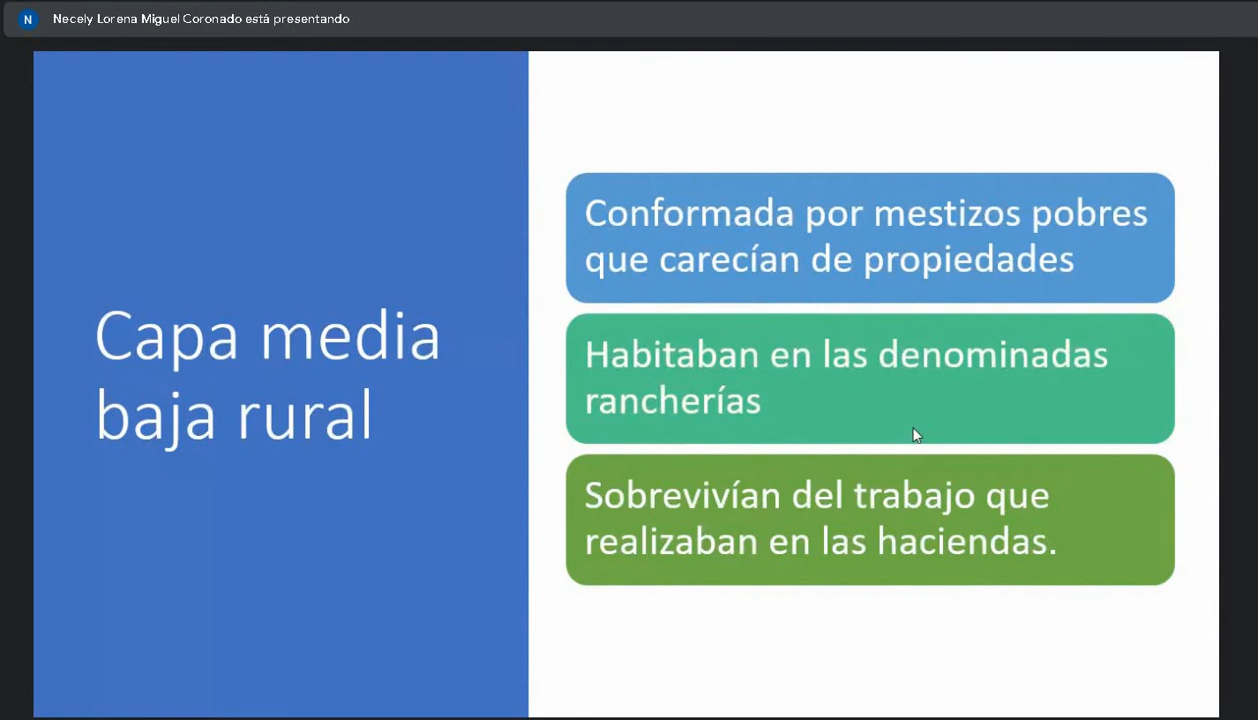 N
Necely Lorena Miguel Coronado está presentando
Capa media
baja rural
Conformada por mestizos pobres
que carecían de propiedades
Habitaban en las denominadas
rancherías
Sobrevivían del trabajo que
realizaban en las haciendas.